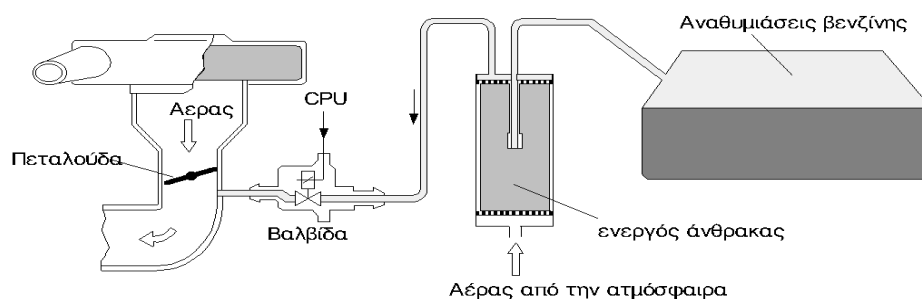 Αναθυμιάσεις βενζίνης
CPU
Αερας
Πεταλούδα
Βαλβίδα
ενεργός άνθρακας
Αέρας από την ατμόσφαιρα